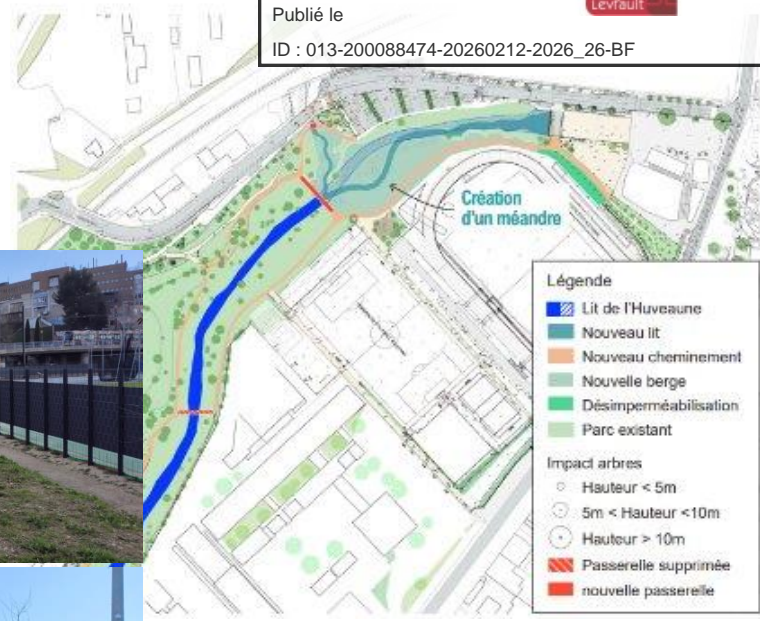 Levrault
Publié le
ID : 013-200088474-20260212-2026_26-BF
Création
d'un méandre
Légende
Lit de l'Huveaune
Nouveau lit
Nouveau cheminement
Nouvelle berge
Désimperméabilisation
Parc existant
Impact arbres
Hauteur < 5m
5m < Hauteur <10m
Hauteur > 10m
Passerelle supprimée
nouvelle passerelle